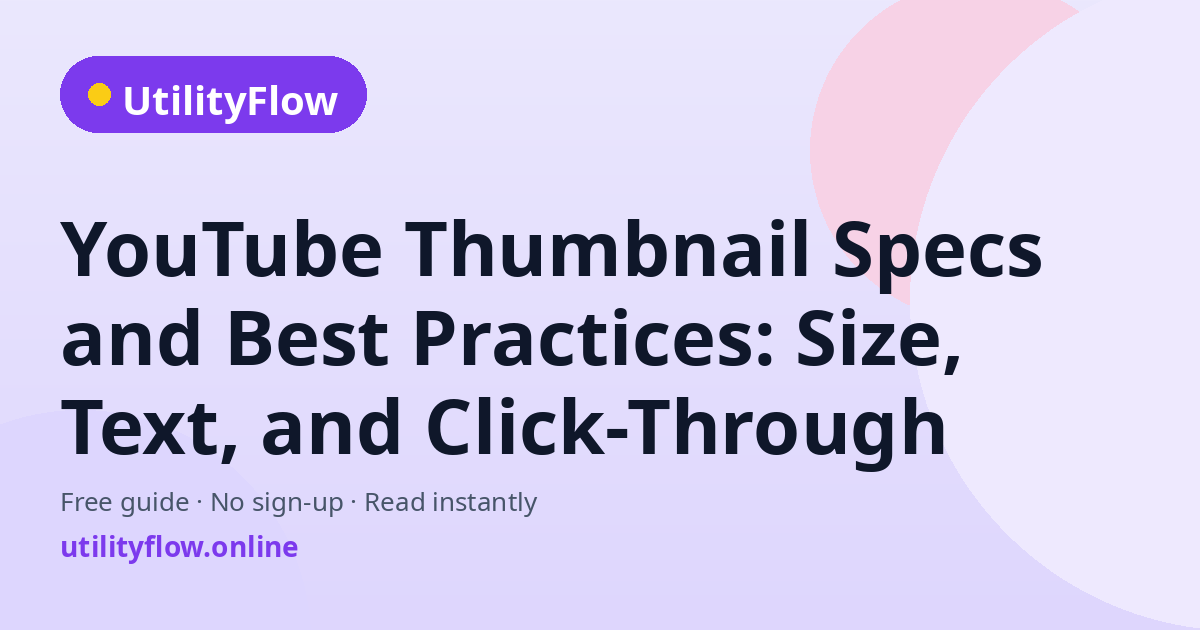 UtilityFlow
YouTube Thumbnail Specs
and Best Practices: Size,
Text, and Click-Through
Free guide · No sign-up · Read instantly
utilityflow.online